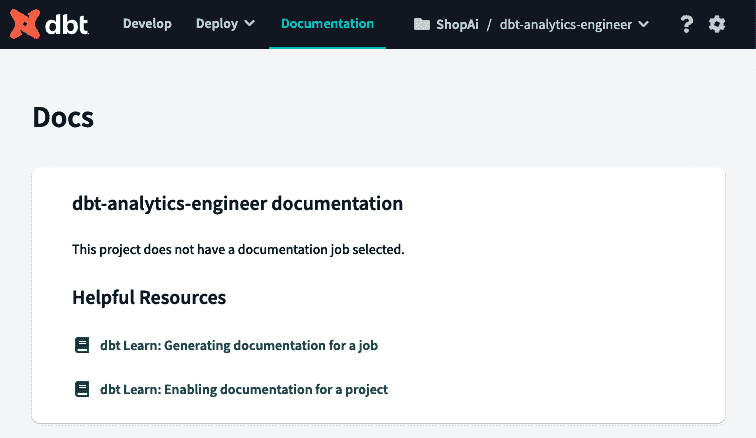 dbt Develop Deploy Documentation ShopAi / dbt-analytics-engineer ?
Docs
dbt-analytics-engineer documentation
This project does not have a documentation job selected.
Helpful Resources
dbt Learn: Generating documentation for a job
dbt Learn: Enabling documentation for a project